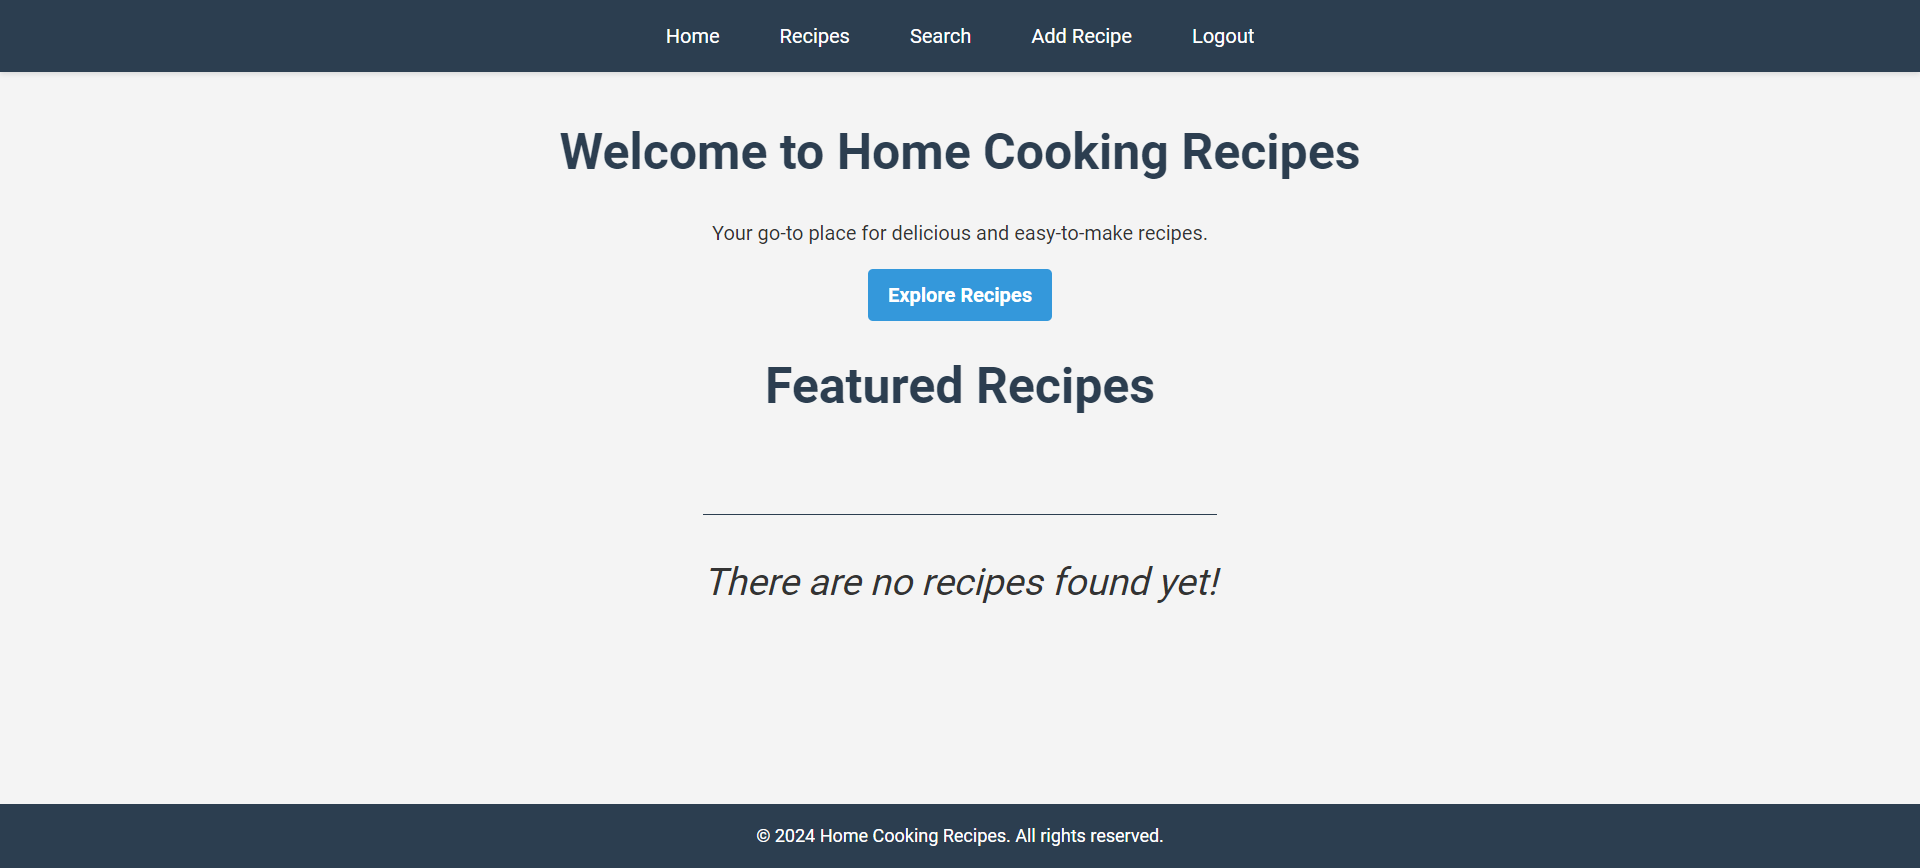 Home Recipes Search Add Recipe Logout
Welcome to Home Cooking Recipes
Your go-to place for delicious and easy-to-make recipes.
Explore Recipes
Featured Recipes
There are no recipes found yet!
© 2024 Home Cooking Recipes. All rights reserved.